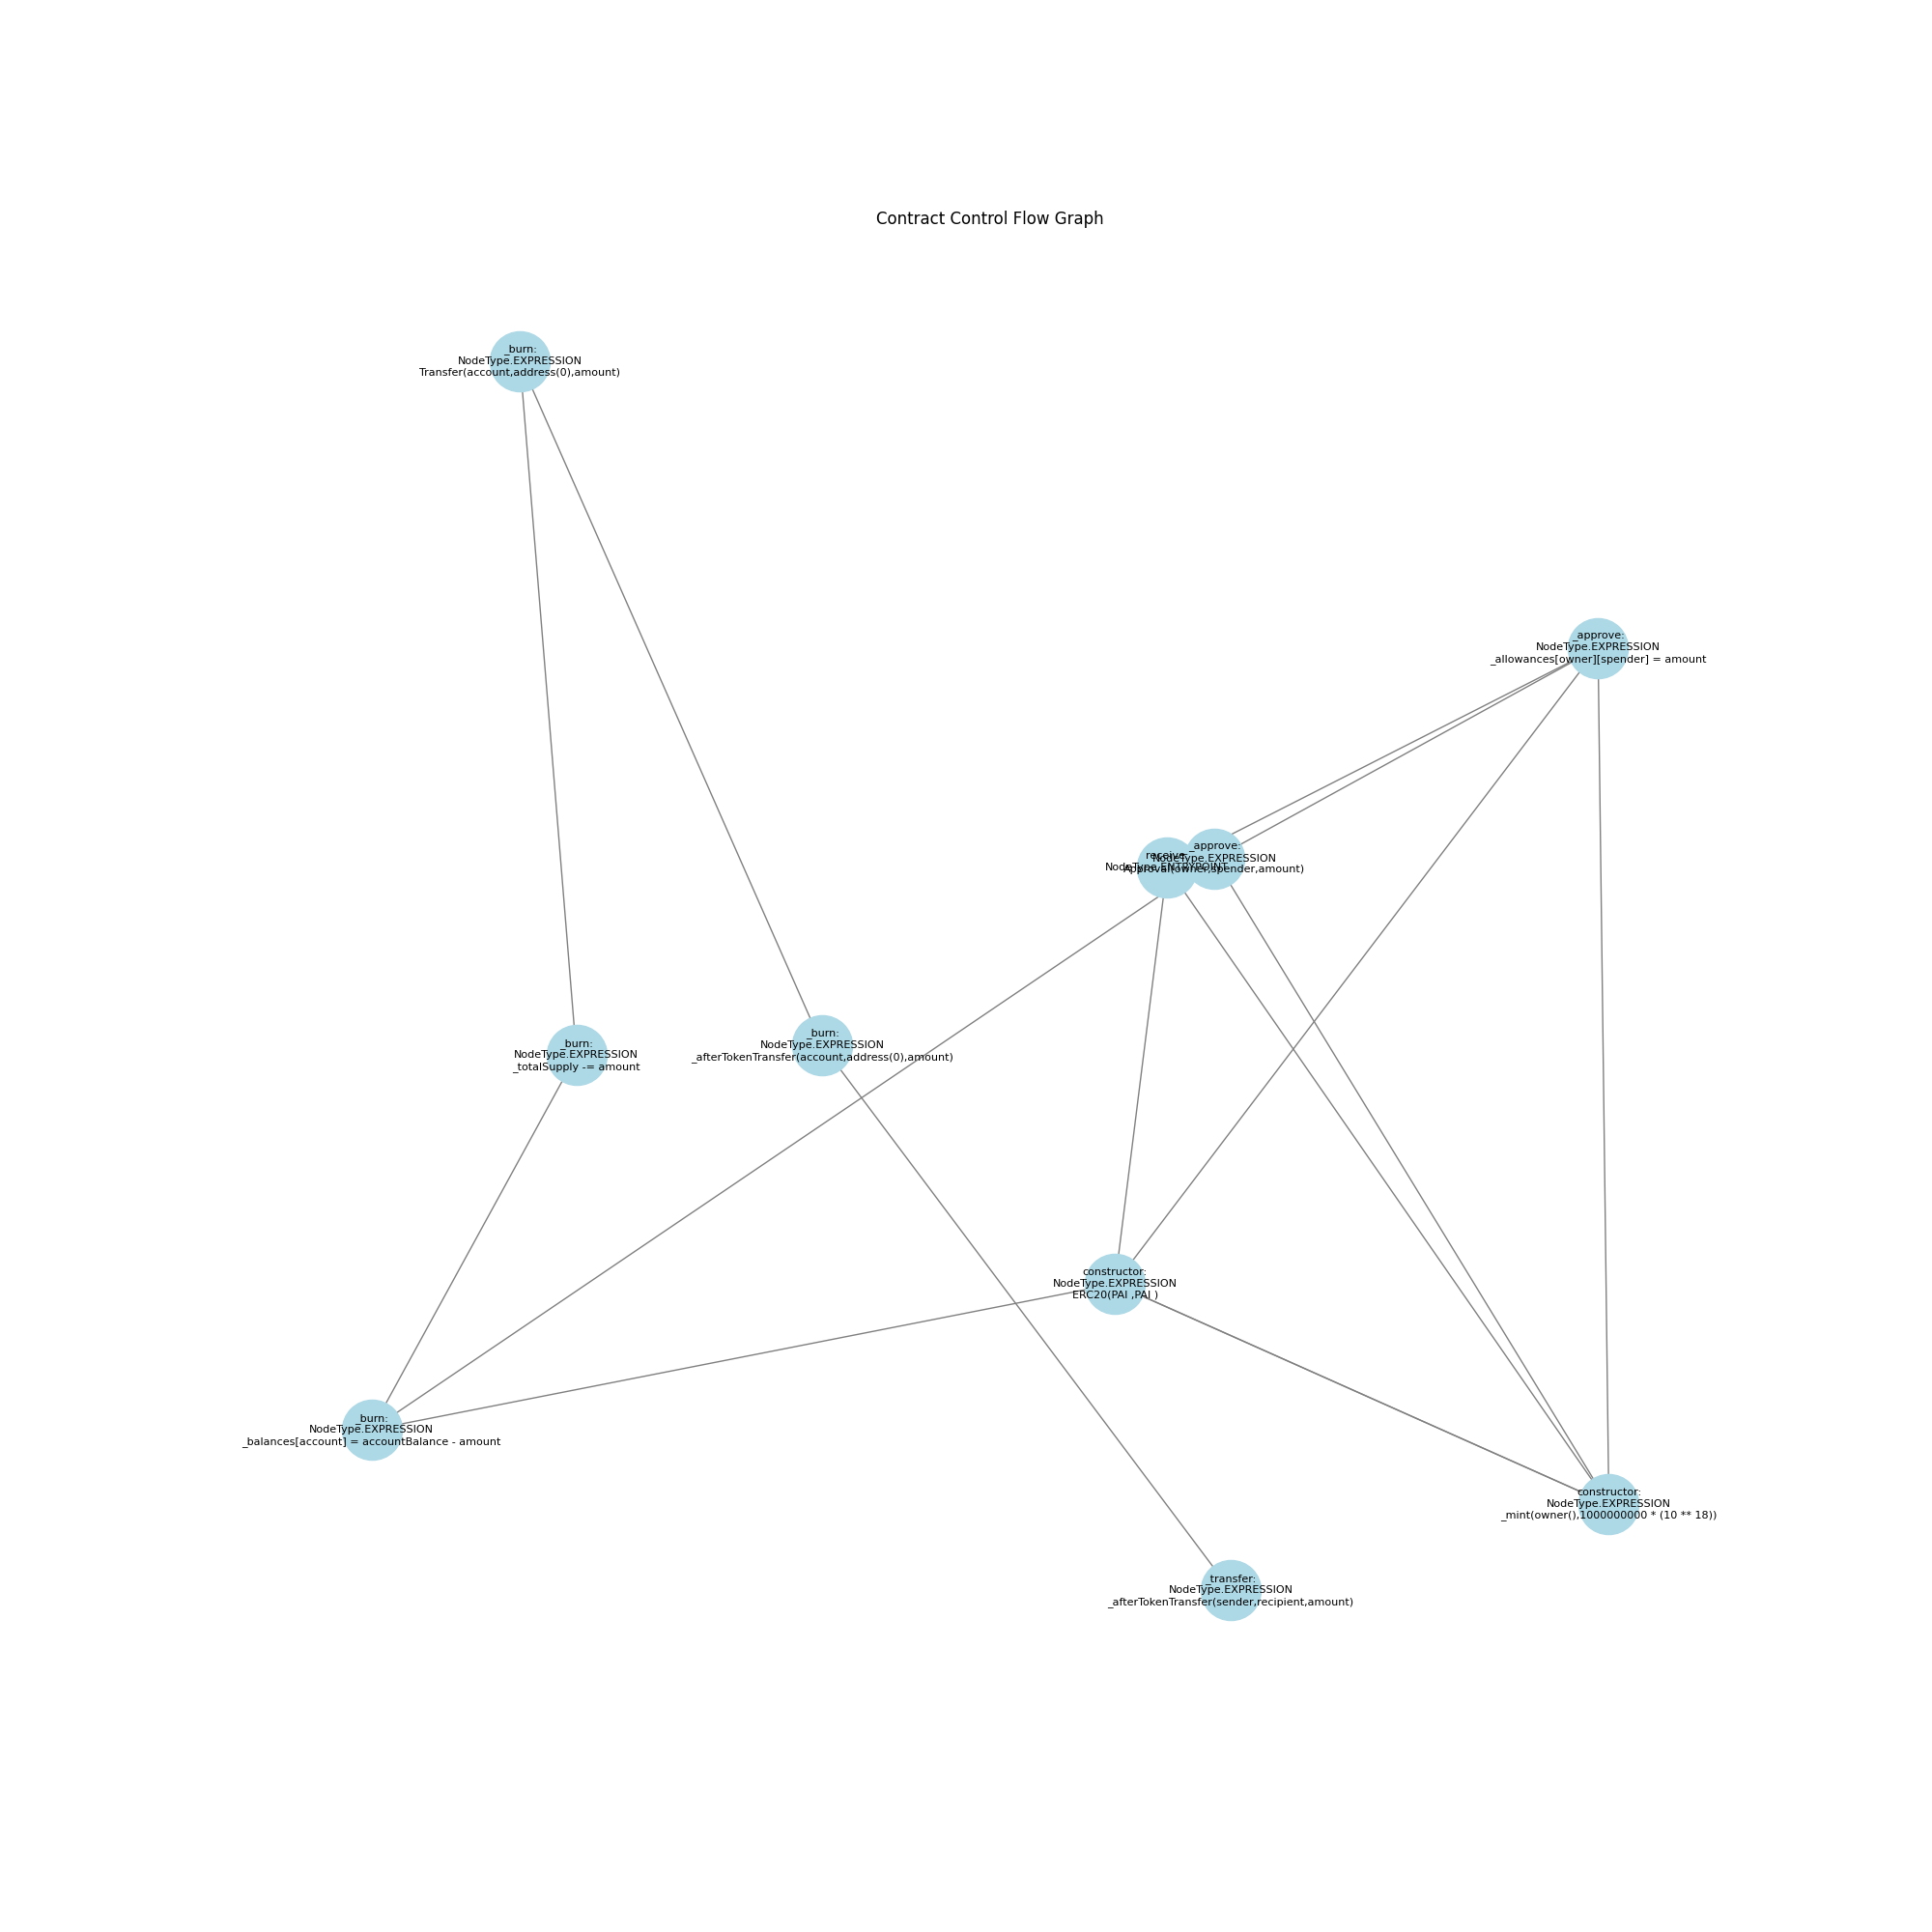 Contract Control Flow Graph
_burn:
NodeType.EXPRESSION
Transfer(account,address(0),amount)
_approve:
NodeType.EXPRESSION
_allowances[owner][spender] = amount
_approve:
NodeType.EXPRESSION
Approval(owner,spender,amount)
NodeType.ENTRYPOINT
_burn:
NodeType.EXPRESSION
_afterTokenTransfer(account,address(0),amount)
_burn:
NodeType.EXPRESSION
_totalSupply -= amount
constructor:
NodeType.EXPRESSION
ERC20(PAI ,PAI )
_burn:
NodeType.EXPRESSION
_balances[account] = accountBalance - amount
constructor:
NodeType.EXPRESSION
_mint(owner(),1000000000 * (10 ** 18))
_transfer:
NodeType.EXPRESSION
_afterTokenTransfer(sender,recipient,amount)